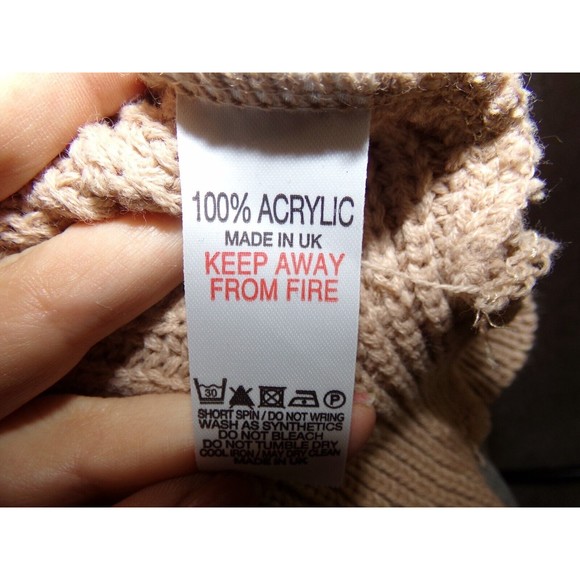 100% ACRYLIC
MADE IN UK
KEEP AWAY
FROM FIRE
30 P
SHORT SPIN / DO NOT WRING
WASH AS SYNTHETICS
DO NOT BLEACH
DO NOT TUMBLE DRY
COOL IRON / MAY DRY CLEAN
MADE IN UK